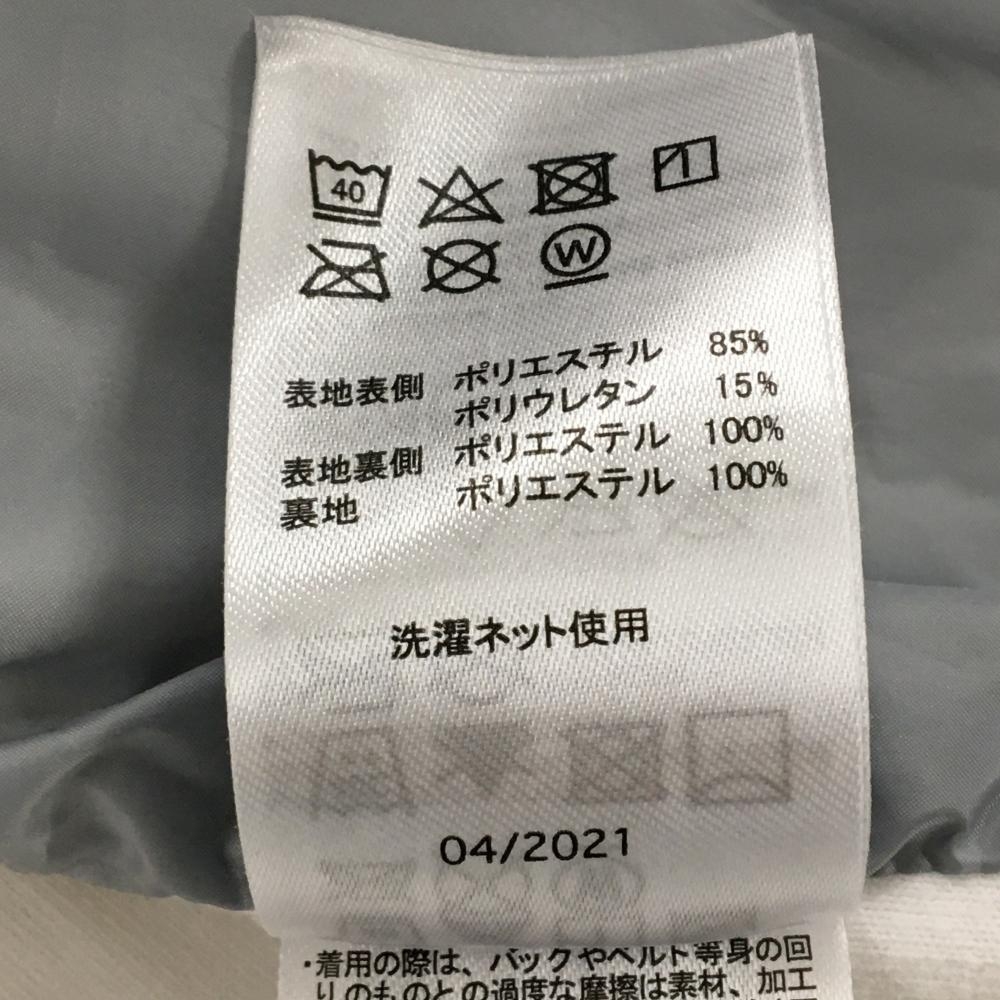 40
W
表地表側 ポリエステル 85%
ポリウレタン 15%
表地裏側 ポリエステル 100%
裏地 ポリエステル 100%
洗濯ネット使用
04/2021
・着用の際は、バックやベルト等身の回
りのものとの過度な摩擦は素材、加工